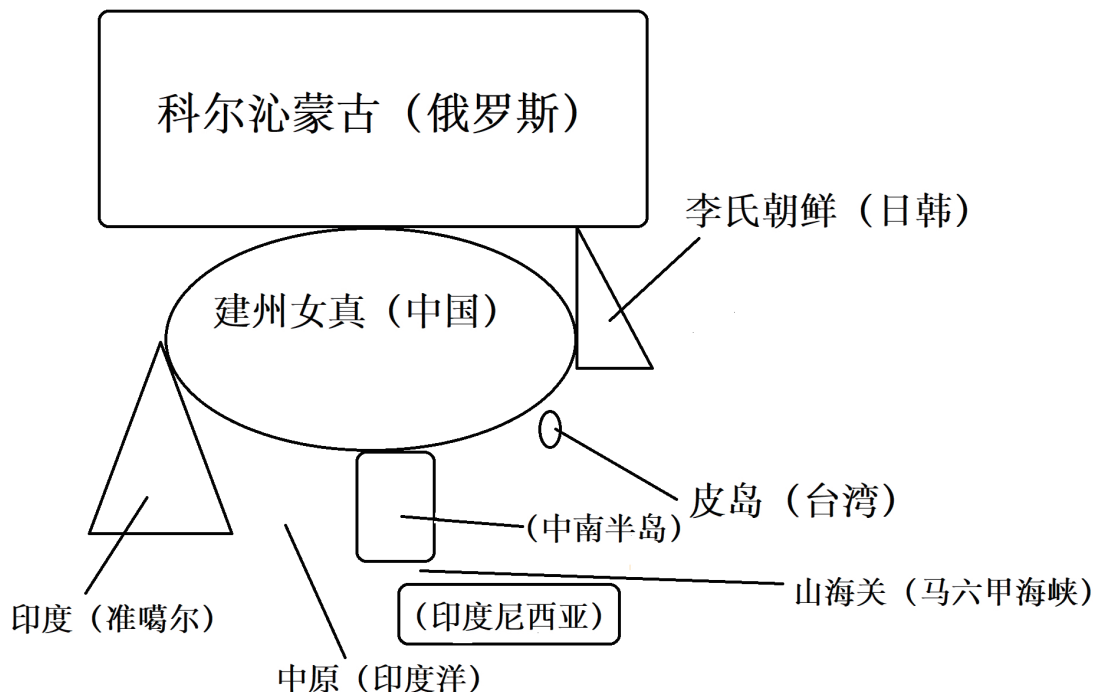 科尔沁蒙古（俄罗斯）
李氏朝鲜（日韩）
建州女真（中国）
皮岛（台湾）
（中南半岛）
山海关（马六甲海峡）
印度（准噶尔）
（印度尼西亚）
中原（印度洋）